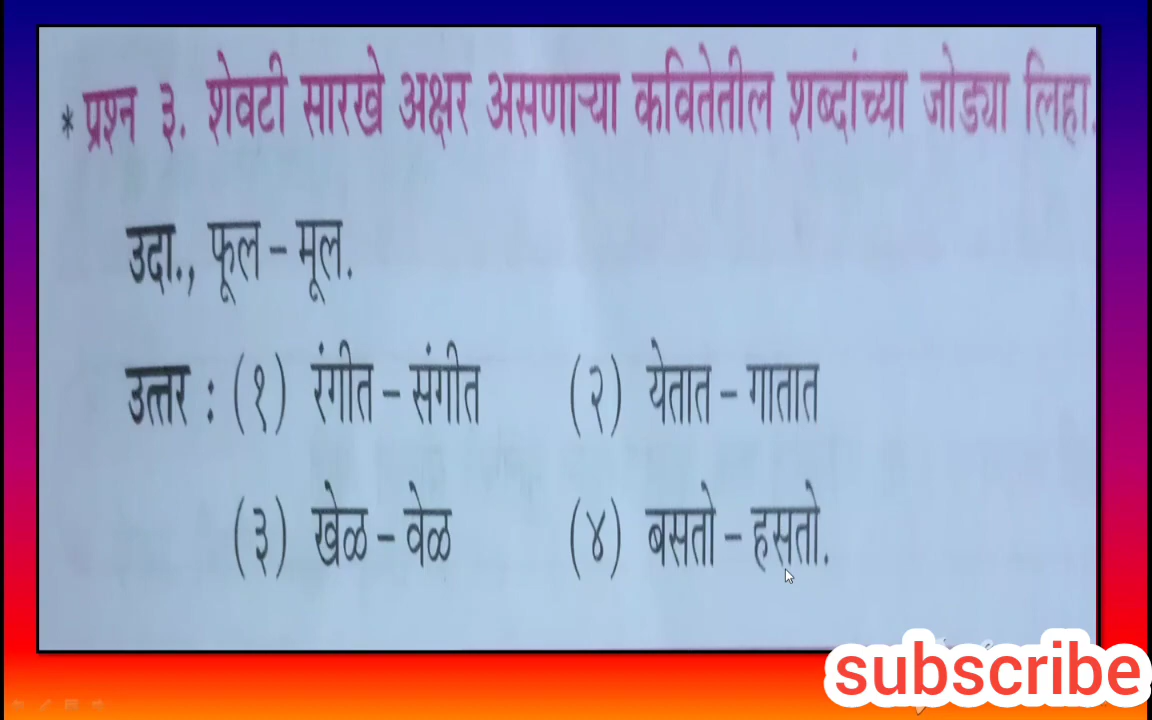 * प्रश्न ३. शेवटी सारखे अक्षर असणाऱ्या कवितेतील शब्दांच्या जोड्या लिहा.
उदा., फूल - मूल.
उत्तर : (१) रंगीत - संगीत (२) येतात - गातात
(३) खेळ - वेळ (४) बसतो - हसतो.
subscribe